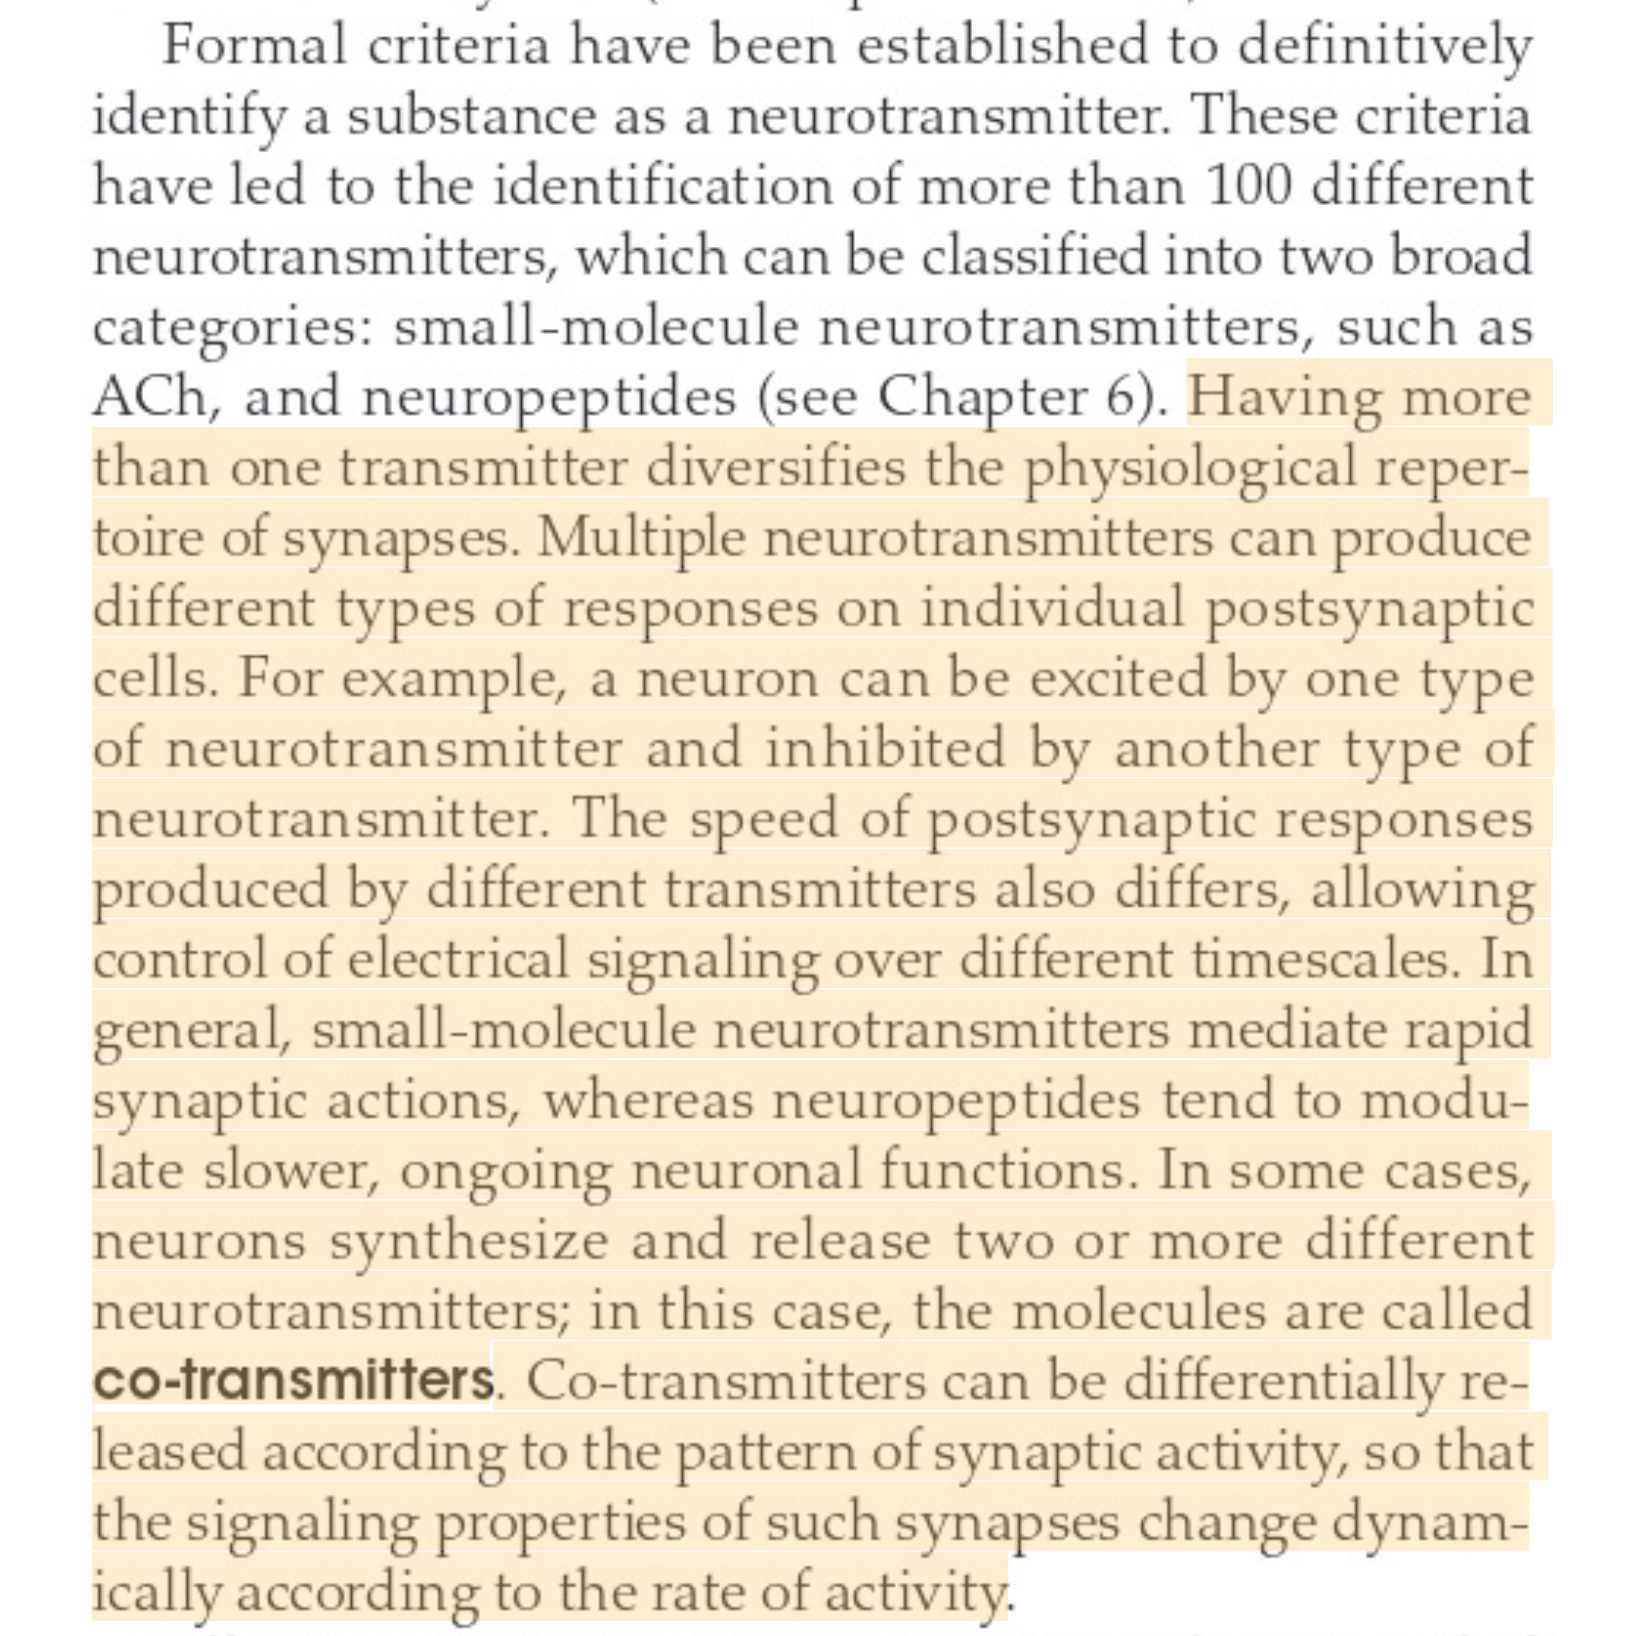 Formal criteria have been established to definitively
identify a substance as a neurotransmitter. These criteria
have led to the identification of more than 100 different
neurotransmitters, which can be classified into two broad
categories: small-molecule neurotransmitters, such as
ACh, and neuropeptides (see Chapter 6). Having more
than one transmitter diversifies the physiological reper-
toire of synapses. Multiple neurotransmitters can produce
different types of responses on individual postsynaptic
cells. For example, a neuron can be excited by one type
of neurotransmitter and inhibited by another type of
neurotransmitter. The speed of postsynaptic responses
produced by different transmitters also differs, allowing
control of electrical signaling over different timescales. In
general, small-molecule neurotransmitters mediate rapid
synaptic actions, whereas neuropeptides tend to modu-
late slower, ongoing neuronal functions. In some cases,
neurons synthesize and release two or more different
neurotransmitters; in this case, the molecules are called
co-transmitters. Co-transmitters can be differentially re-
leased according to the pattern of synaptic activity, so that
the signaling properties of such synapses change dynam-
ically according to the rate of activity.